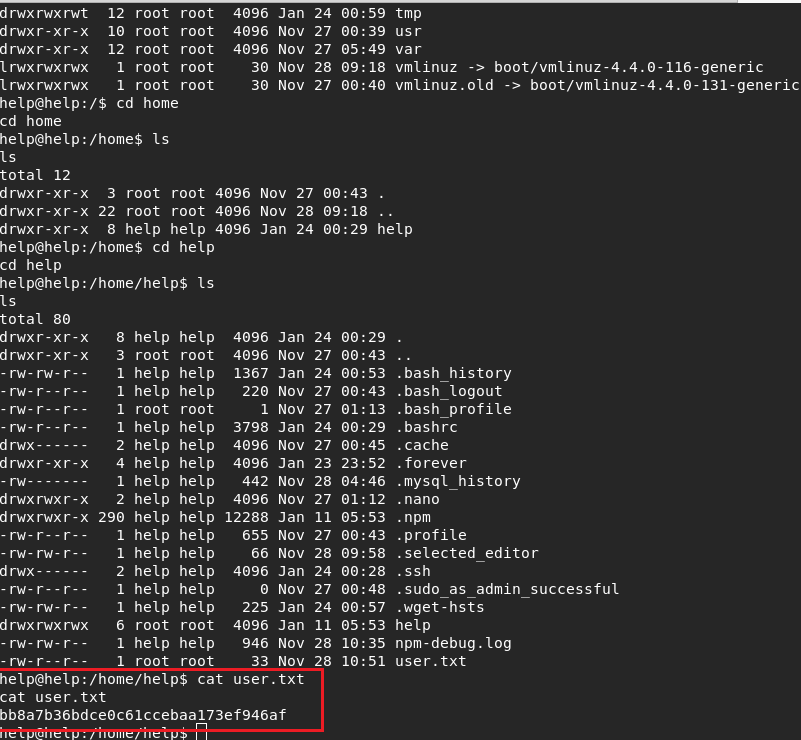 drwxrwxrwt  12 root root  4096 Jan 24 00:59 tmp
drwxr-xr-x  10 root root  4096 Nov 27 00:39 usr
drwxr-xr-x  12 root root  4096 Nov 27 05:49 var
lrwxrwxrwx   1 root root    30 Nov 28 09:18 vmlinuz -> boot/vmlinuz-4.4.0-116-generic
lrwxrwxrwx   1 root root    30 Nov 27 00:40 vmlinuz.old -> boot/vmlinuz-4.4.0-131-generic
help@help:/$ cd home
cd home
help@help:/home$ ls
ls
total 12
drwxr-xr-x  3 root root 4096 Nov 27 00:43 .
drwxr-xr-x 22 root root 4096 Nov 28 09:18 ..
drwxr-xr-x  8 help help 4096 Jan 24 00:29 help
help@help:/home$ cd help
cd help
help@help:/home/help$ ls
ls
total 80
drwxr-xr-x   8 help help  4096 Jan 24 00:29 .
drwxr-xr-x   3 root root  4096 Nov 27 00:43 ..
-rw-rw-r--   1 help help  1367 Jan 24 00:53 .bash_history
-rw-r--r--   1 help help   220 Nov 27 00:43 .bash_logout
-rw-r--r--   1 root root     1 Nov 27 01:13 .bash_profile
-rw-r--r--   1 help help  3798 Jan 24 00:29 .bashrc
drwx------   2 help help  4096 Nov 27 00:45 .cache
drwxr-xr-x   4 help help  4096 Jan 23 23:52 .forever
-rw-------   1 help help   442 Nov 28 04:46 .mysql_history
drwxrwxr-x   2 help help  4096 Nov 27 01:12 .nano
drwxrwxr-x 290 help help 12288 Jan 11 05:53 .npm
-rw-r--r--   1 help help   655 Nov 27 00:43 .profile
-rw-rw-r--   1 help help    66 Nov 28 09:58 .selected_editor
drwx------   2 help help  4096 Jan 24 00:28 .ssh
-rw-r--r--   1 help help     0 Nov 27 00:48 .sudo_as_admin_successful
-rw-rw-r--   1 help help   225 Jan 24 00:57 .wget-hsts
drwxrwxrwx   6 root root  4096 Jan 11 05:53 help
-rw-rw-r--   1 help help   946 Nov 28 10:35 npm-debug.log
-rw-r--r--   1 root root    33 Nov 28 10:51 user.txt
help@help:/home/help$ cat user.txt
cat user.txt
bb8a7b36bdce0c61ccebaa173ef946af
help@help:/home/help$